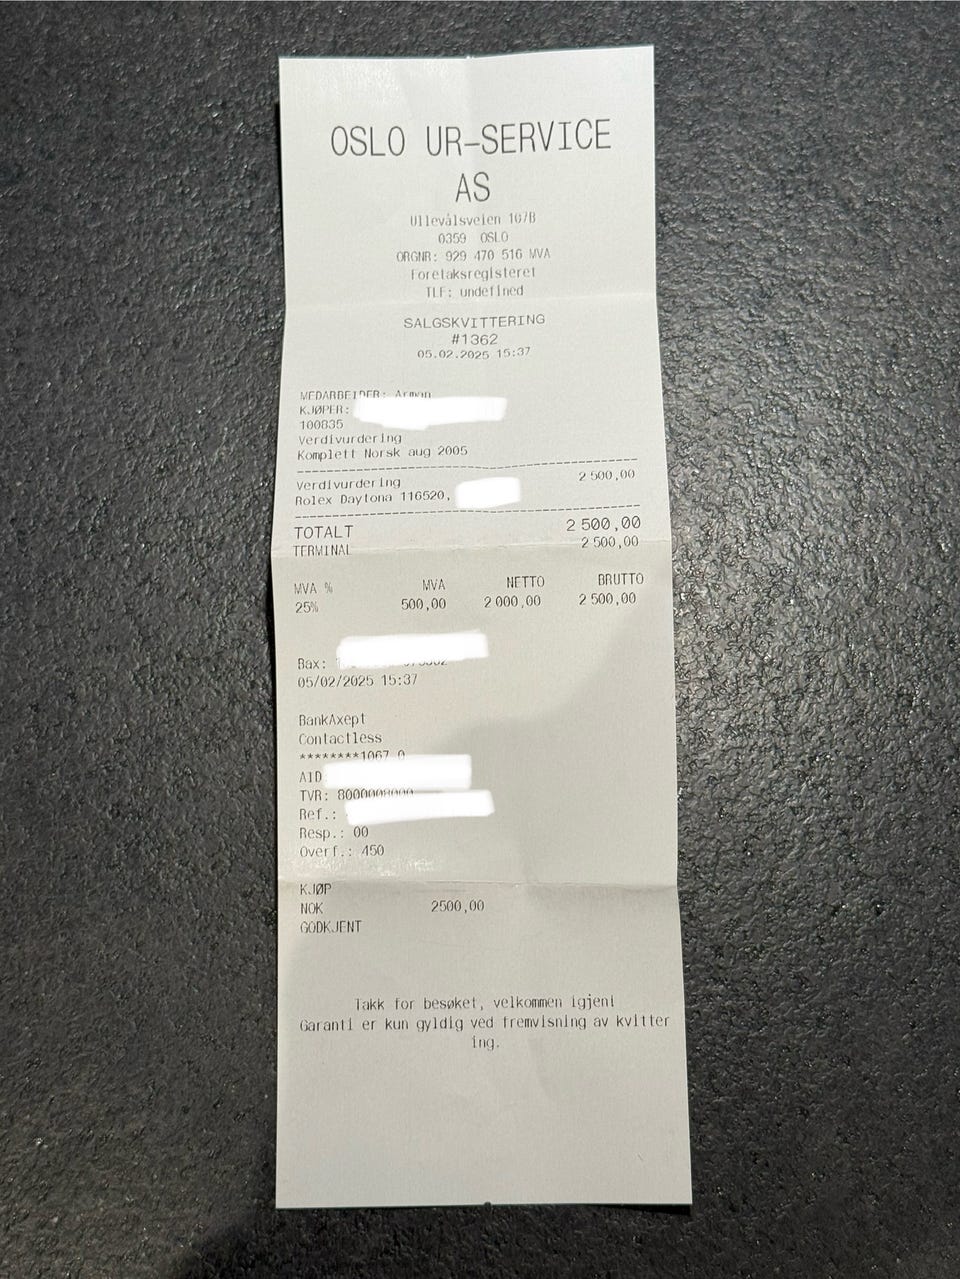 OSLO UR-SERVICE
AS
Ullevålsveien 107B
0359 OSLO
ORGNR: 929 470 516 MVA
Foretaksregisteret
TLF: undefined
SALGSKVITTERING
#1362
05.02.2025 15:37
MEDARBEIDER: Arman
KJØPER:
100835
Verdivurdering
Komplett Norsk aug 2005
Verdivurdering 2 500,00
Rolex Daytona 116520,
TOTALT 2 500,00
TERMINAL 2 500,00
MVA % MVA NETTO BRUTTO
25% 500,00 2 000,00 2 500,00
Bax:
05/02/2025 15:37
BankAxept
Contactless
********1067 0
AID
TVR: 8000008000
Ref.:
Resp.: 00
Overf.: 450
KJØP
NOK 2500,00
GODKJENT
Takk for besøket, velkommen igjen!
Garanti er kun gyldig ved fremvisning av kvitter
ing.